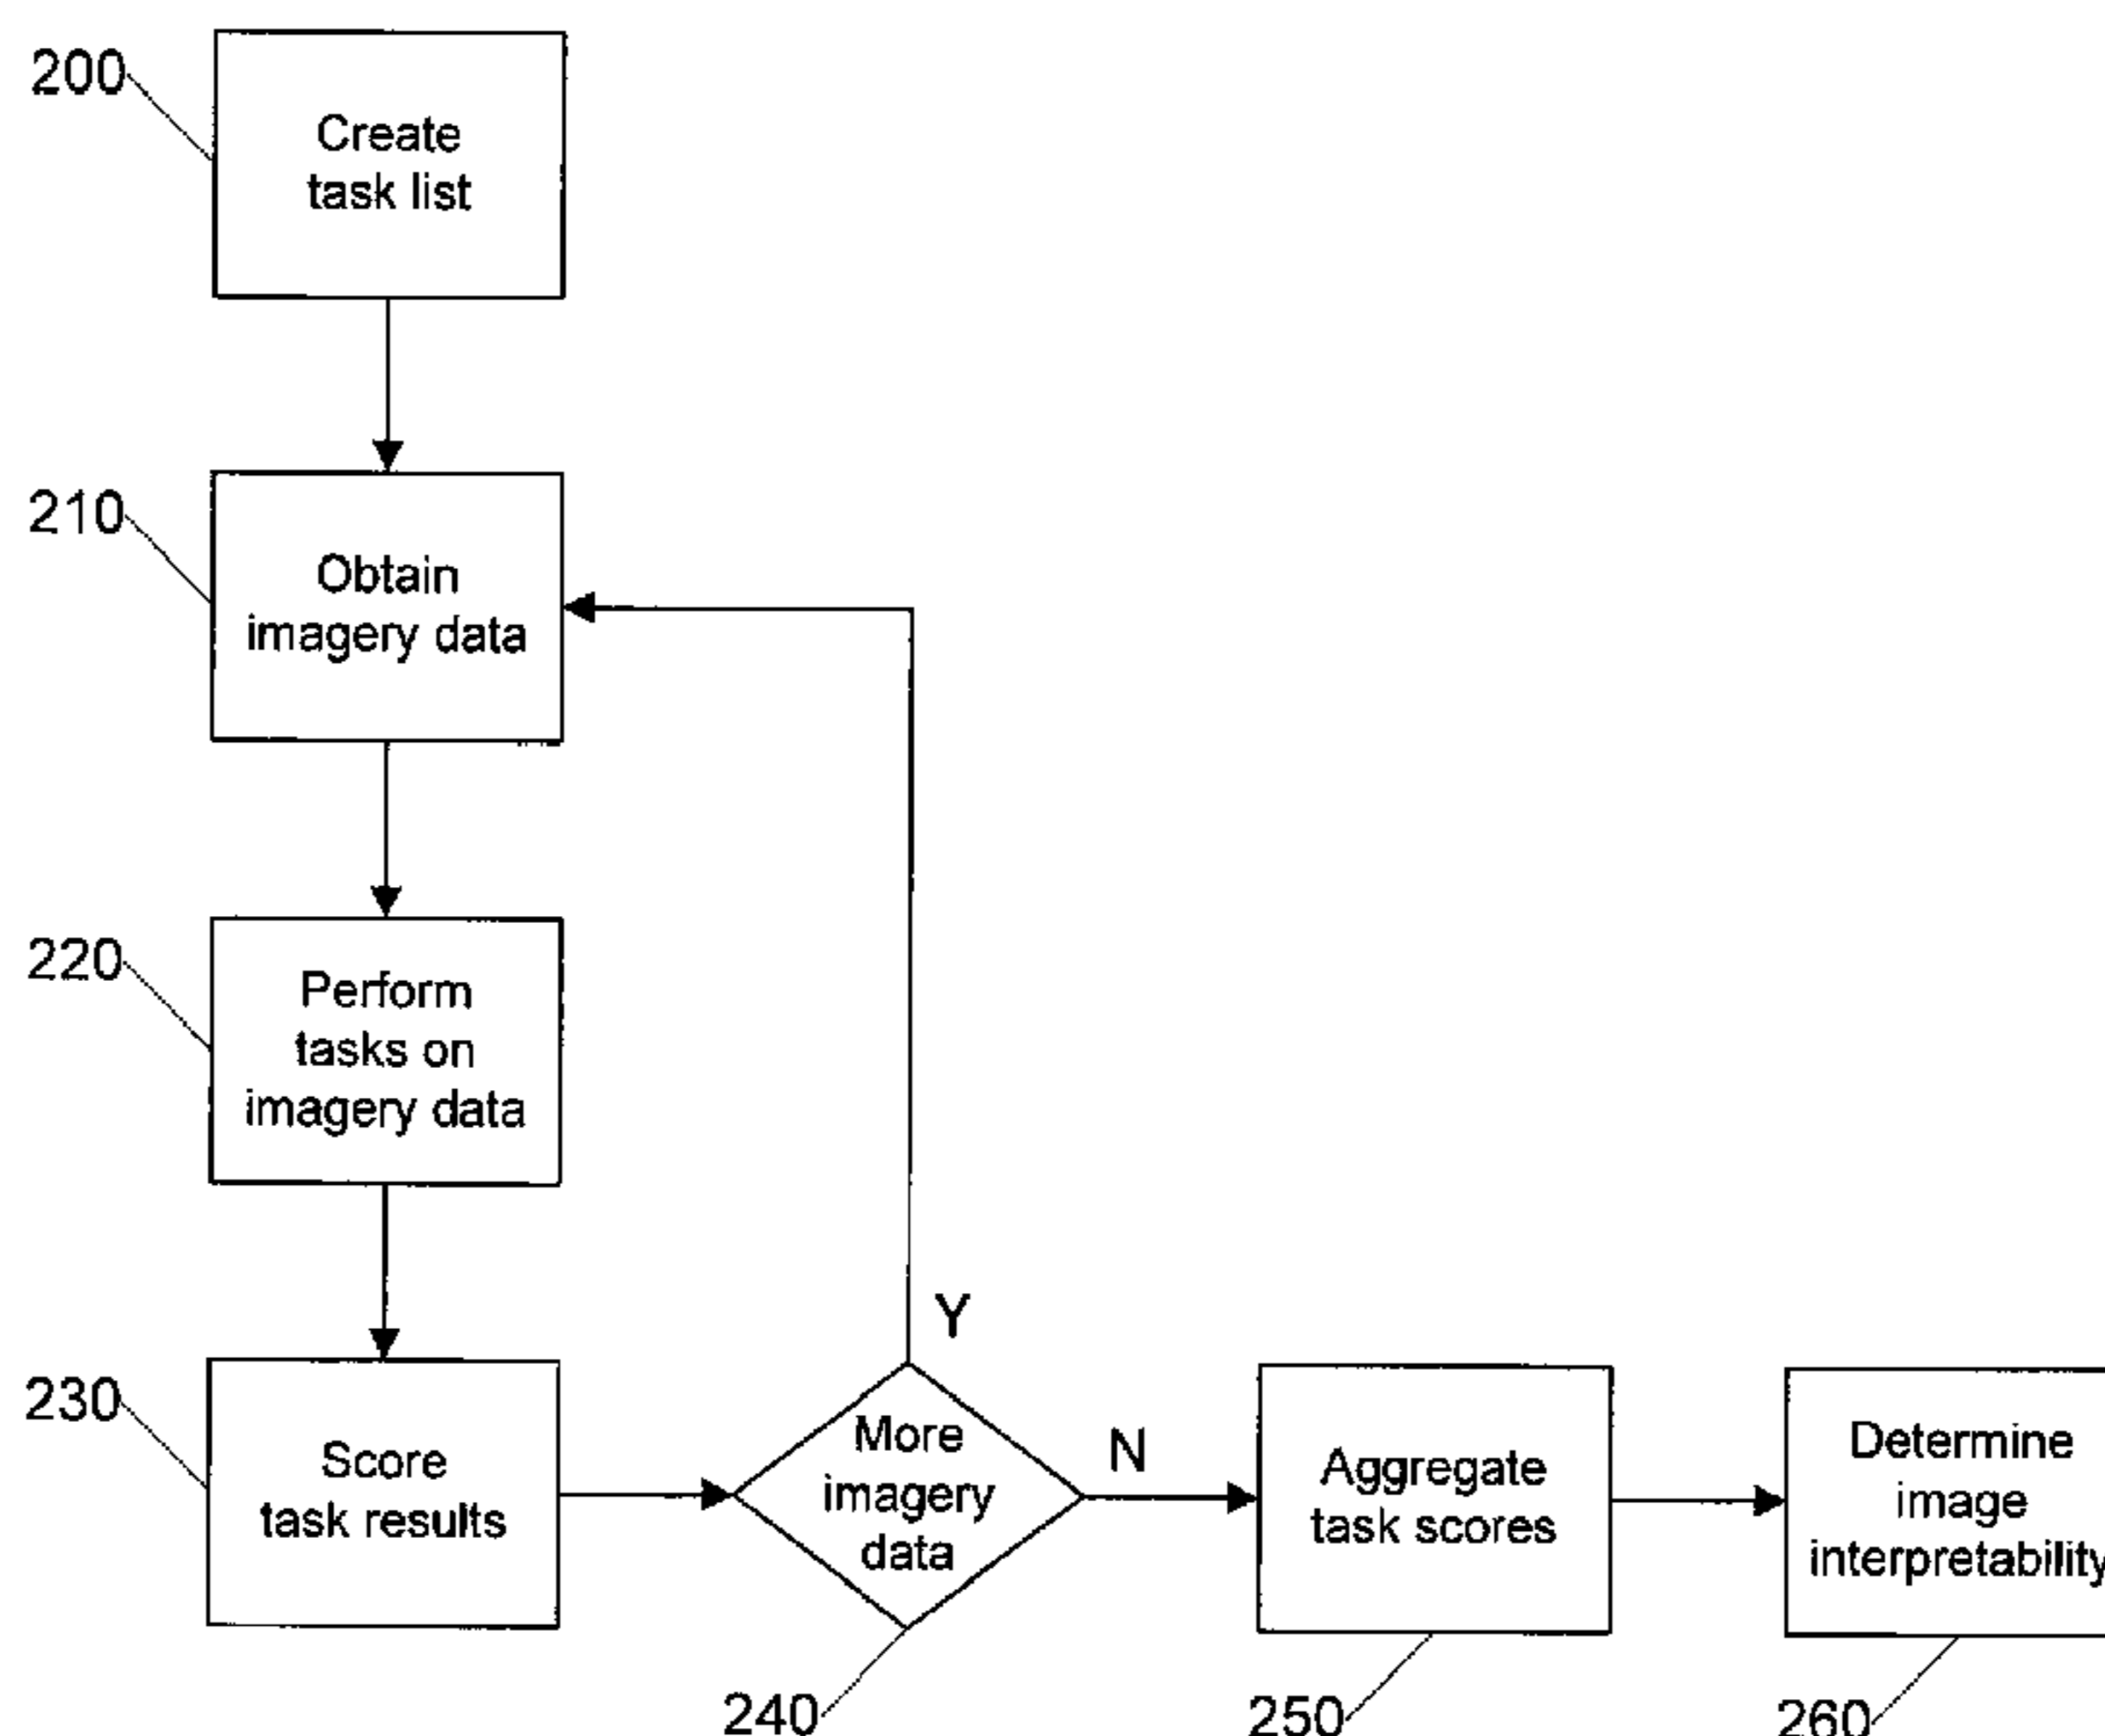 200
Create
task list
210
Obtain
imagery data
220
Perform
tasks on
imagery data
230
Score
task results
Y
More
imagery
data
N
240
Aggregate
task scores
250
Determine
image
interpretability
260